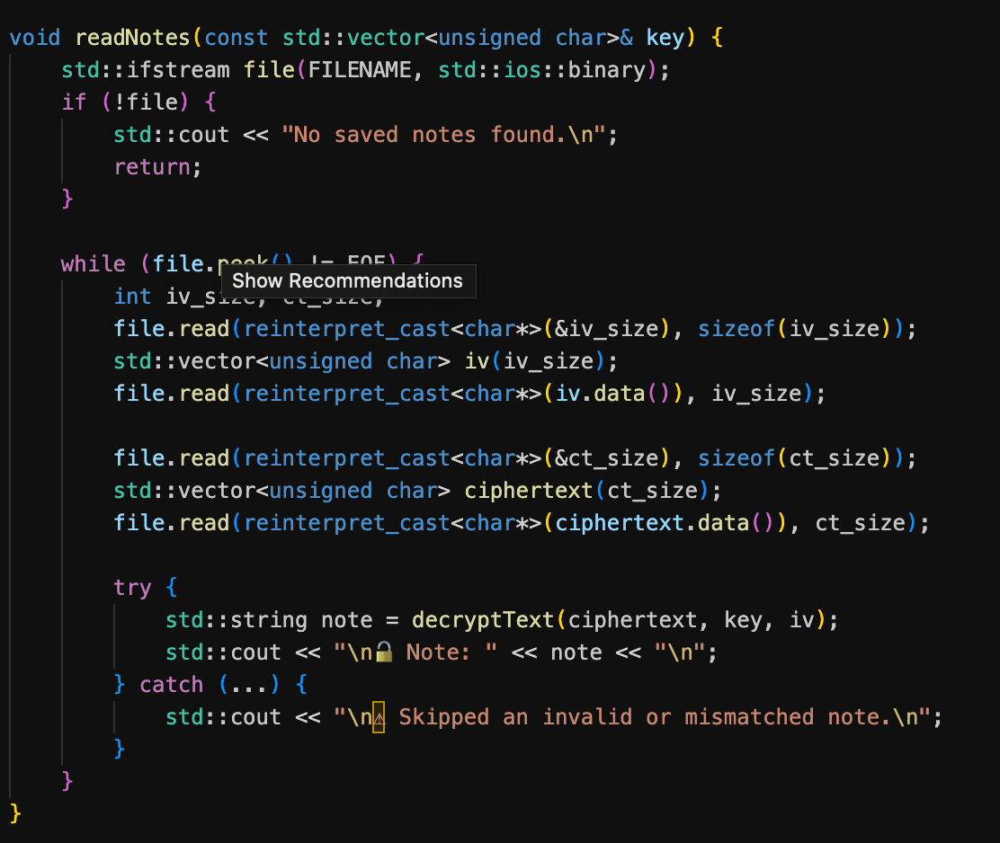 void readNotes(const std::vector<unsigned char>& key) {
    std::ifstream file(FILENAME, std::ios::binary);
    if (!file) {
        std::cout << "No saved notes found.\n";
        return;
    }

    while (file.peek() != EOF) {
Show Recommendations
        int iv_size, ct_size;
        file.read(reinterpret_cast<char*>(&iv_size), sizeof(iv_size));
        std::vector<unsigned char> iv(iv_size);
        file.read(reinterpret_cast<char*>(iv.data()), iv_size);

        file.read(reinterpret_cast<char*>(&ct_size), sizeof(ct_size));
        std::vector<unsigned char> ciphertext(ct_size);
        file.read(reinterpret_cast<char*>(ciphertext.data()), ct_size);

        try {
            std::string note = decryptText(ciphertext, key, iv);
            std::cout << "\n🔓 Note: " << note << "\n";
        } catch (...) {
            std::cout << "\n⚠ Skipped an invalid or mismatched note.\n";
        }
    }
}